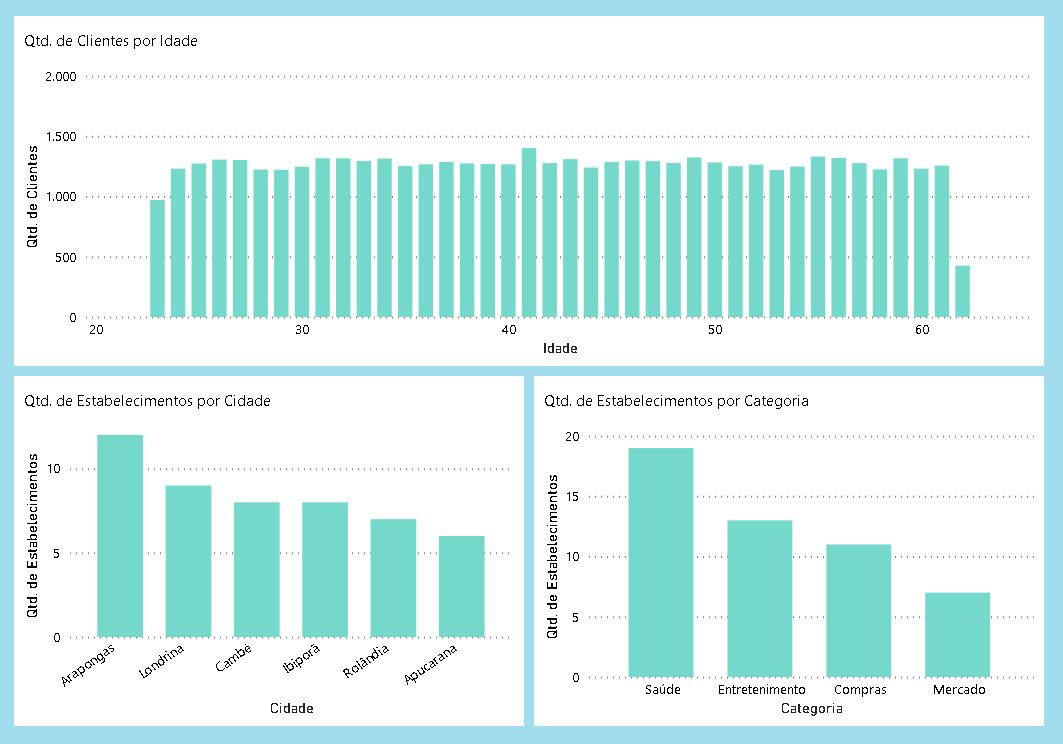 Qtd. de Clientes por Idade
2.000
1.500
1.000
500
0
Qtd. de Clientes
20 30 40 50 60
Idade
Qtd. de Estabelecimentos por Cidade
10
5
0
Qtd. de Estabelecimentos
Arapongas Londrina Cambé Ibiporã Rolândia Apucarana
Cidade
Qtd. de Estabelecimentos por Categoria
20
15
10
5
0
Qtd. de Estabelecimentos
Saúde Entretenimento Compras Mercado
Categoria